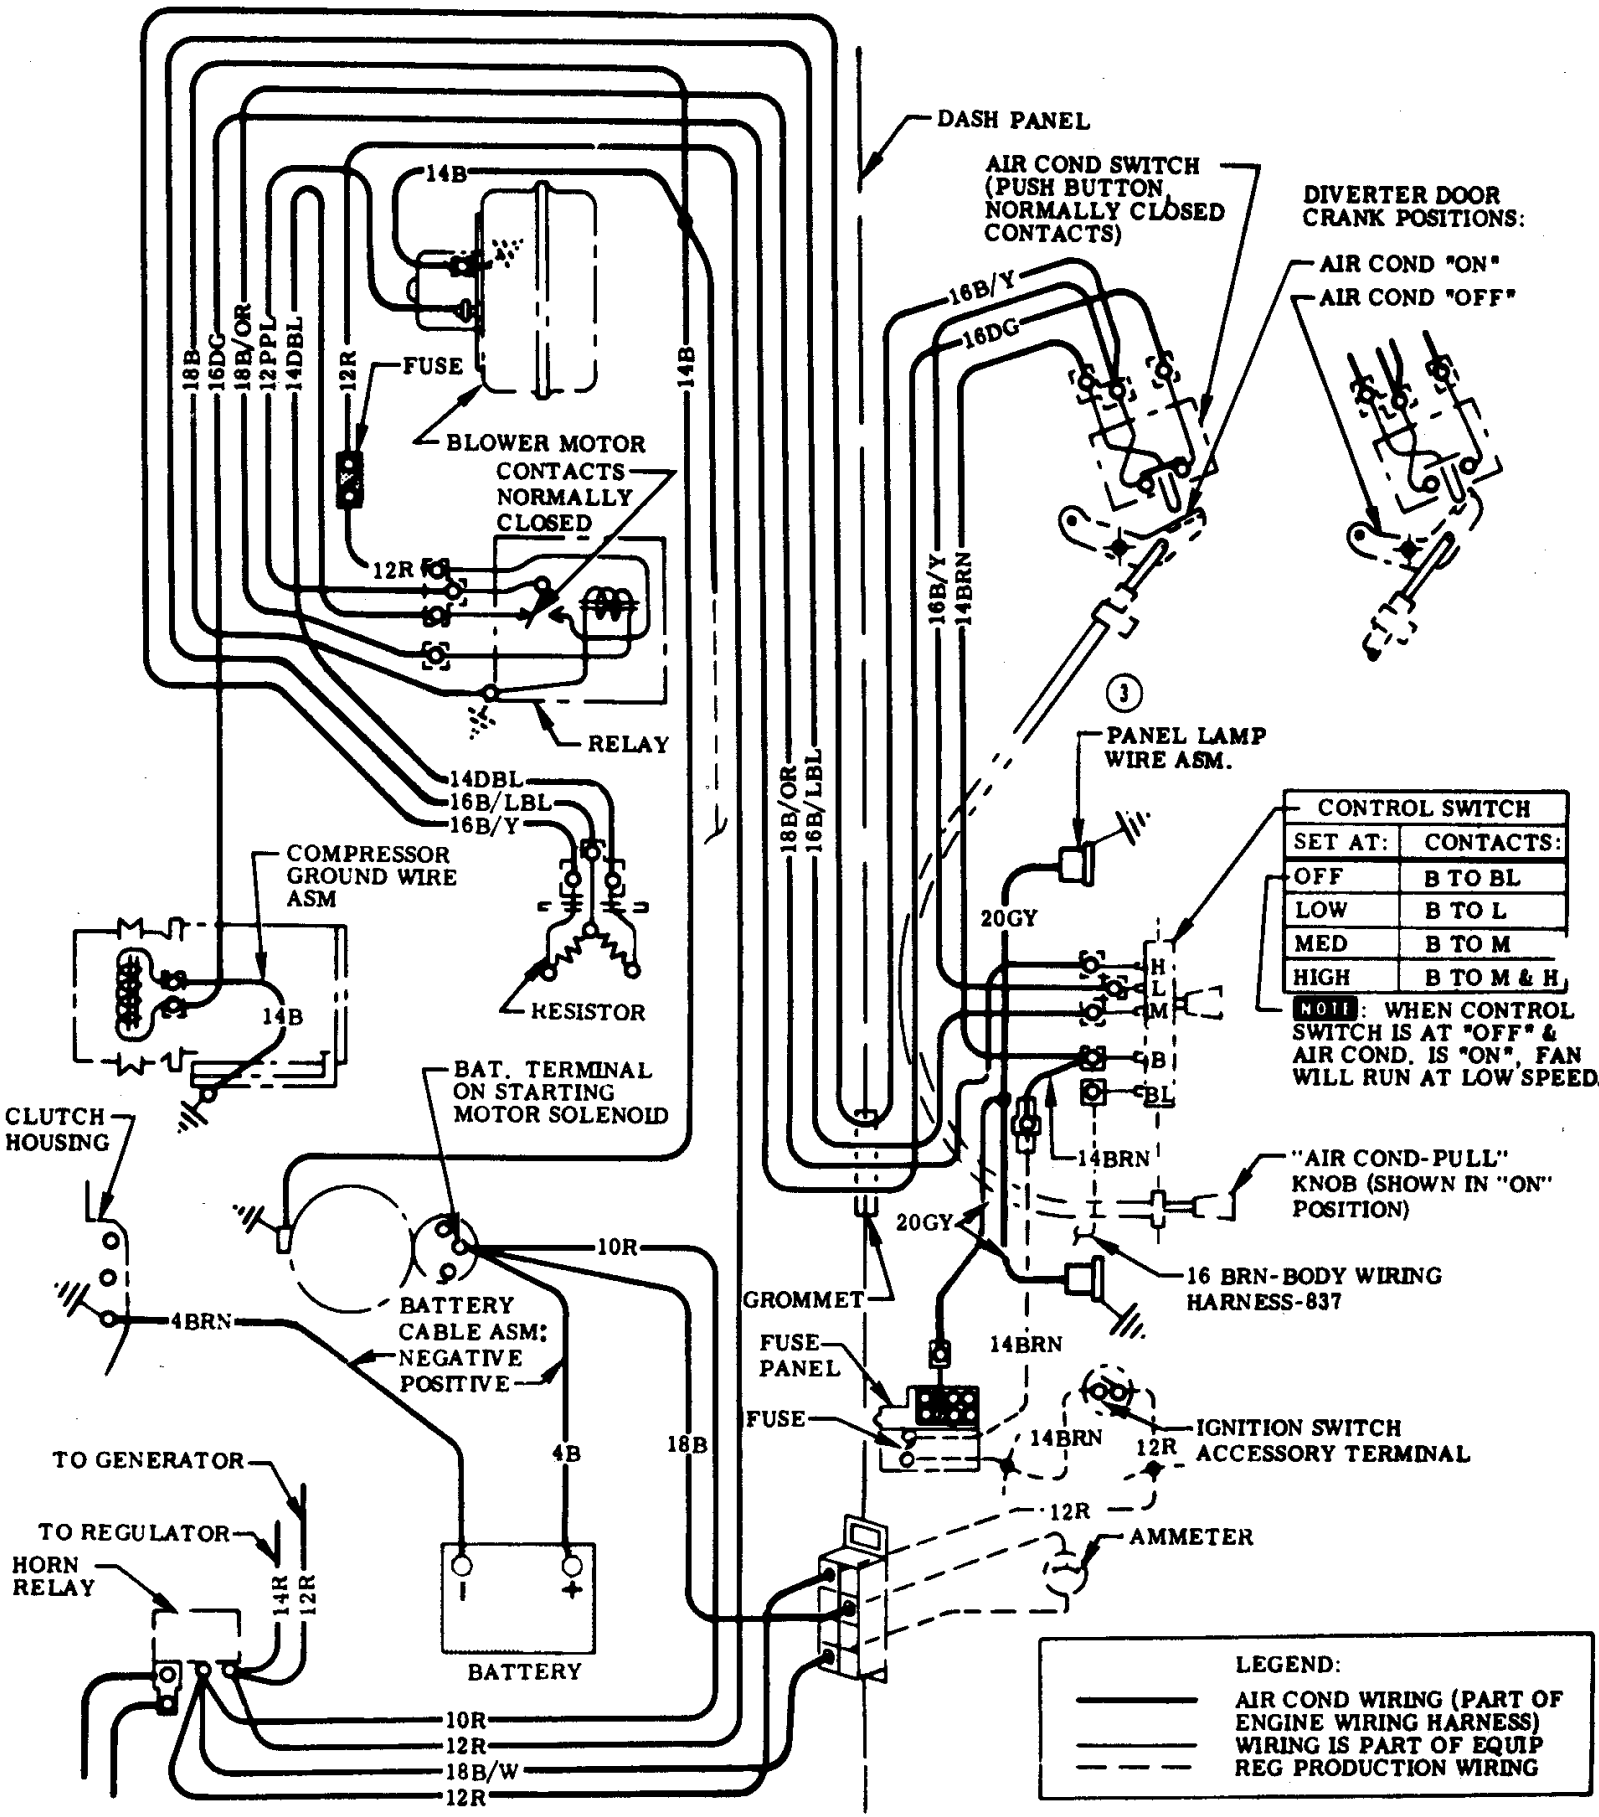 DASH PANEL
AIR COND SWITCH
(PUSH BUTTON,
NORMALLY CLOSED
CONTACTS)
DIVERTER DOOR
CRANK POSITIONS:
AIR COND "ON"
AIR COND "OFF"
14B
16B/Y
16DG
18B
16DG
18B/OR
12PPL
14DBL
12R
FUSE
14B
BLOWER MOTOR
CONTACTS
NORMALLY
CLOSED
12R
16B/Y
14BRN
RELAY
3
PANEL LAMP
WIRE ASM.
14DBL
16B/LBL
16B/Y
18B/OR
16B/LBL
CONTROL SWITCH
SET AT: CONTACTS:
OFF B TO BL
LOW B TO L
MED B TO M
HIGH B TO M & H
NOTE: WHEN CONTROL
SWITCH IS AT "OFF" &
AIR COND. IS "ON", FAN
WILL RUN AT LOW SPEED.
COMPRESSOR
GROUND WIRE
ASM
20GY
H
L
M
B
BL
RESISTOR
14B
BAT. TERMINAL
ON STARTING
MOTOR SOLENOID
CLUTCH
HOUSING
14BRN
"AIR COND-PULL"
KNOB (SHOWN IN "ON"
POSITION)
20GY
10R
16 BRN-BODY WIRING
HARNESS-837
GROMMET
BATTERY
CABLE ASM:
NEGATIVE
POSITIVE
4BRN
FUSE
PANEL
14BRN
FUSE
IGNITION SWITCH
ACCESSORY TERMINAL
14BRN
12R
18B
4B
TO GENERATOR
TO REGULATOR
HORN
RELAY
12R
AMMETER
14R
12R
-
+
BATTERY
10R
12R
18B/W
12R
LEGEND:
AIR COND WIRING (PART OF
ENGINE WIRING HARNESS)
WIRING IS PART OF EQUIP
REG PRODUCTION WIRING